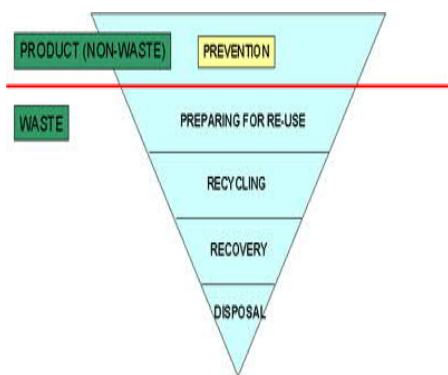 PRODUCT (NON-WASTE)
PREVENTION
WASTE
PREPARING FOR RE-USE
RECYCLING
RECOVERY
DISPOSAL